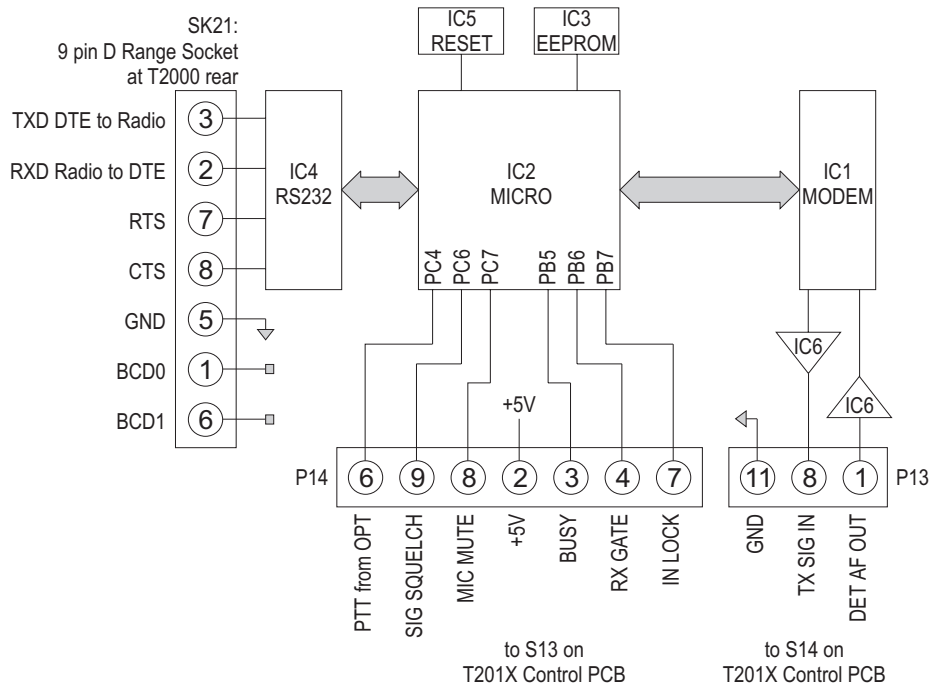 SK21:
9 pin D Range Socket
at T2000 rear
IC5
RESET
IC3
EEPROM
TXD DTE to Radio
3
RXD Radio to DTE
2
RTS
7
CTS
8
GND
5
BCD0
1
BCD1
6
IC4
RS232
IC2
MICRO
PC4
PC6
PC7
PB5
PB6
PB7
IC1
MODEM
IC6
IC6
+5V
P14
6
9
8
2
3
4
7
PTT from OPT
SIG SQUELCH
MIC MUTE
+5V
BUSY
RX GATE
IN LOCK
to S13 on
T201X Control PCB
11
8
1
P13
GND
TX SIG IN
DET AF OUT
to S14 on
T201X Control PCB